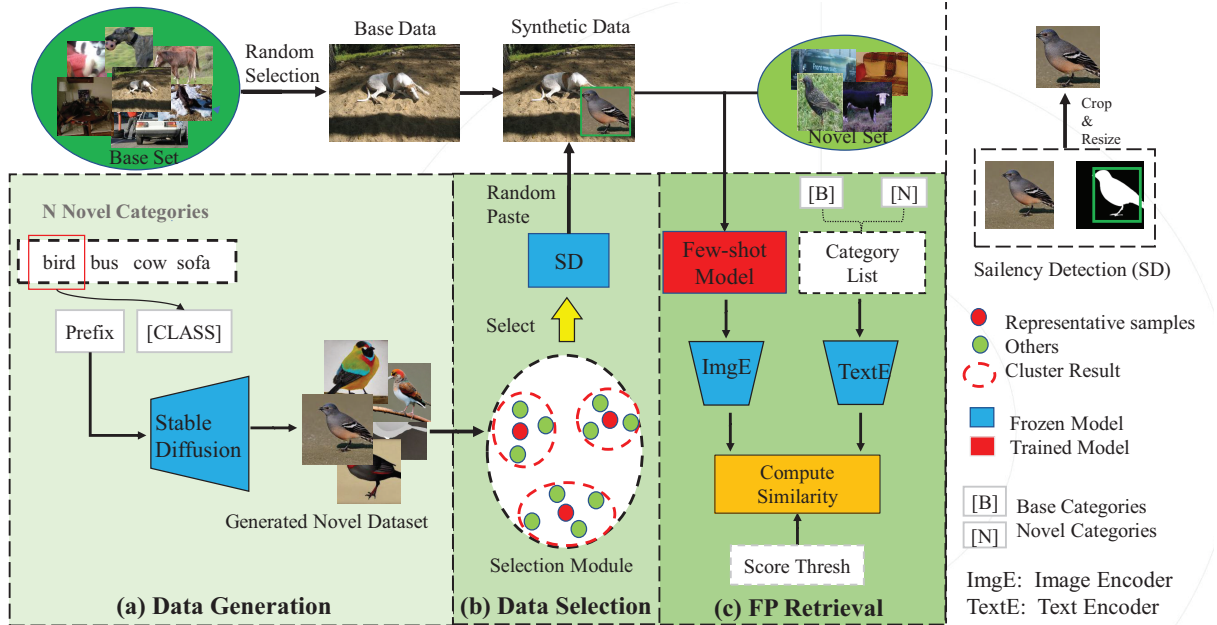 Base Set
Random
Selection
Base Data
Synthetic Data
Novel Set
Crop
&
Resize
Sailency Detection (SD)
N Novel Categories
bird bus cow sofa
Prefix
[CLASS]
Stable
Diffusion
Generated Novel Dataset
(a) Data Generation
Random
Paste
SD
Select
Selection Module
(b) Data Selection
[B]
[N]
Few-shot
Model
Category
List
ImgE
TextE
Compute
Similarity
Score Thresh
(c) FP Retrieval
Representative samples
Others
Cluster Result
Frozen Model
Trained Model
[B] Base Categories
[N] Novel Categories
ImgE: Image Encoder
TextE: Text Encoder